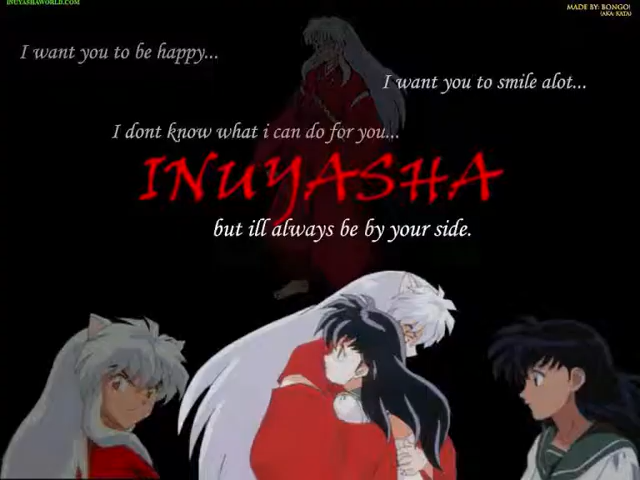 INUYASHAWORLD.COM
MADE BY: BONGO!
(AKA: KATA)
I want you to be happy...
I want you to smile alot...
I dont know what i can do for you...
INUYASHA
but ill always be by your side.